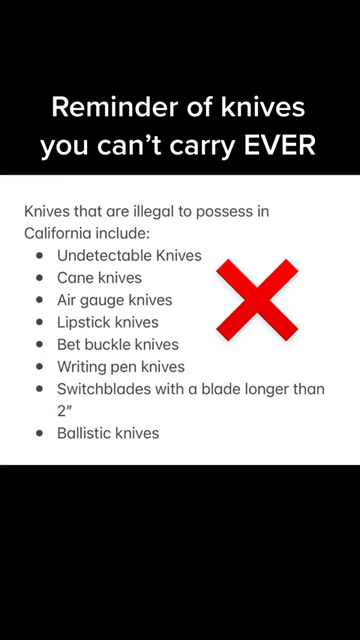 Reminder of knives
you can’t carry EVER
Knives that are illegal to possess in
California include:
• Undetectable Knives
• Cane knives
• Air gauge knives
• Lipstick knives
• Bet buckle knives
• Writing pen knives
• Switchblades with a blade longer than
2”
• Ballistic knives